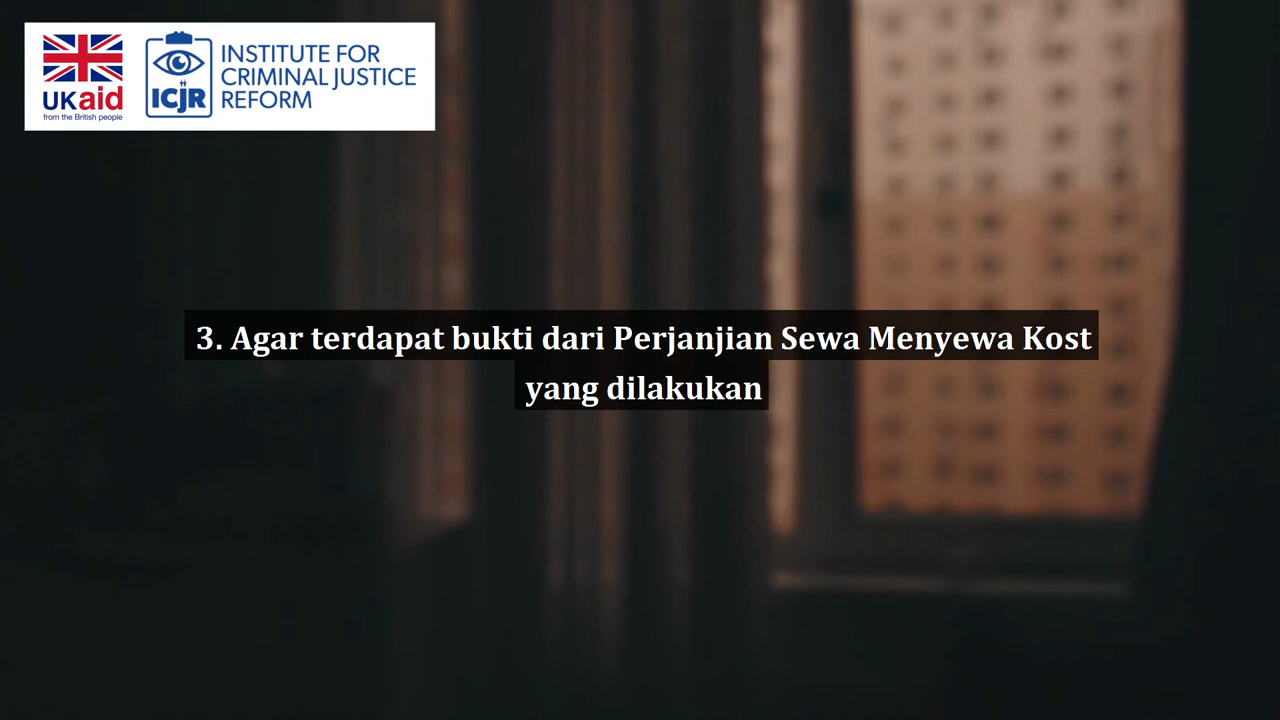 UKaid
from the British people
ICJR
INSTITUTE FOR
CRIMINAL JUSTICE
REFORM
3. Agar terdapat bukti dari Perjanjian Sewa Menyewa Kost
yang dilakukan